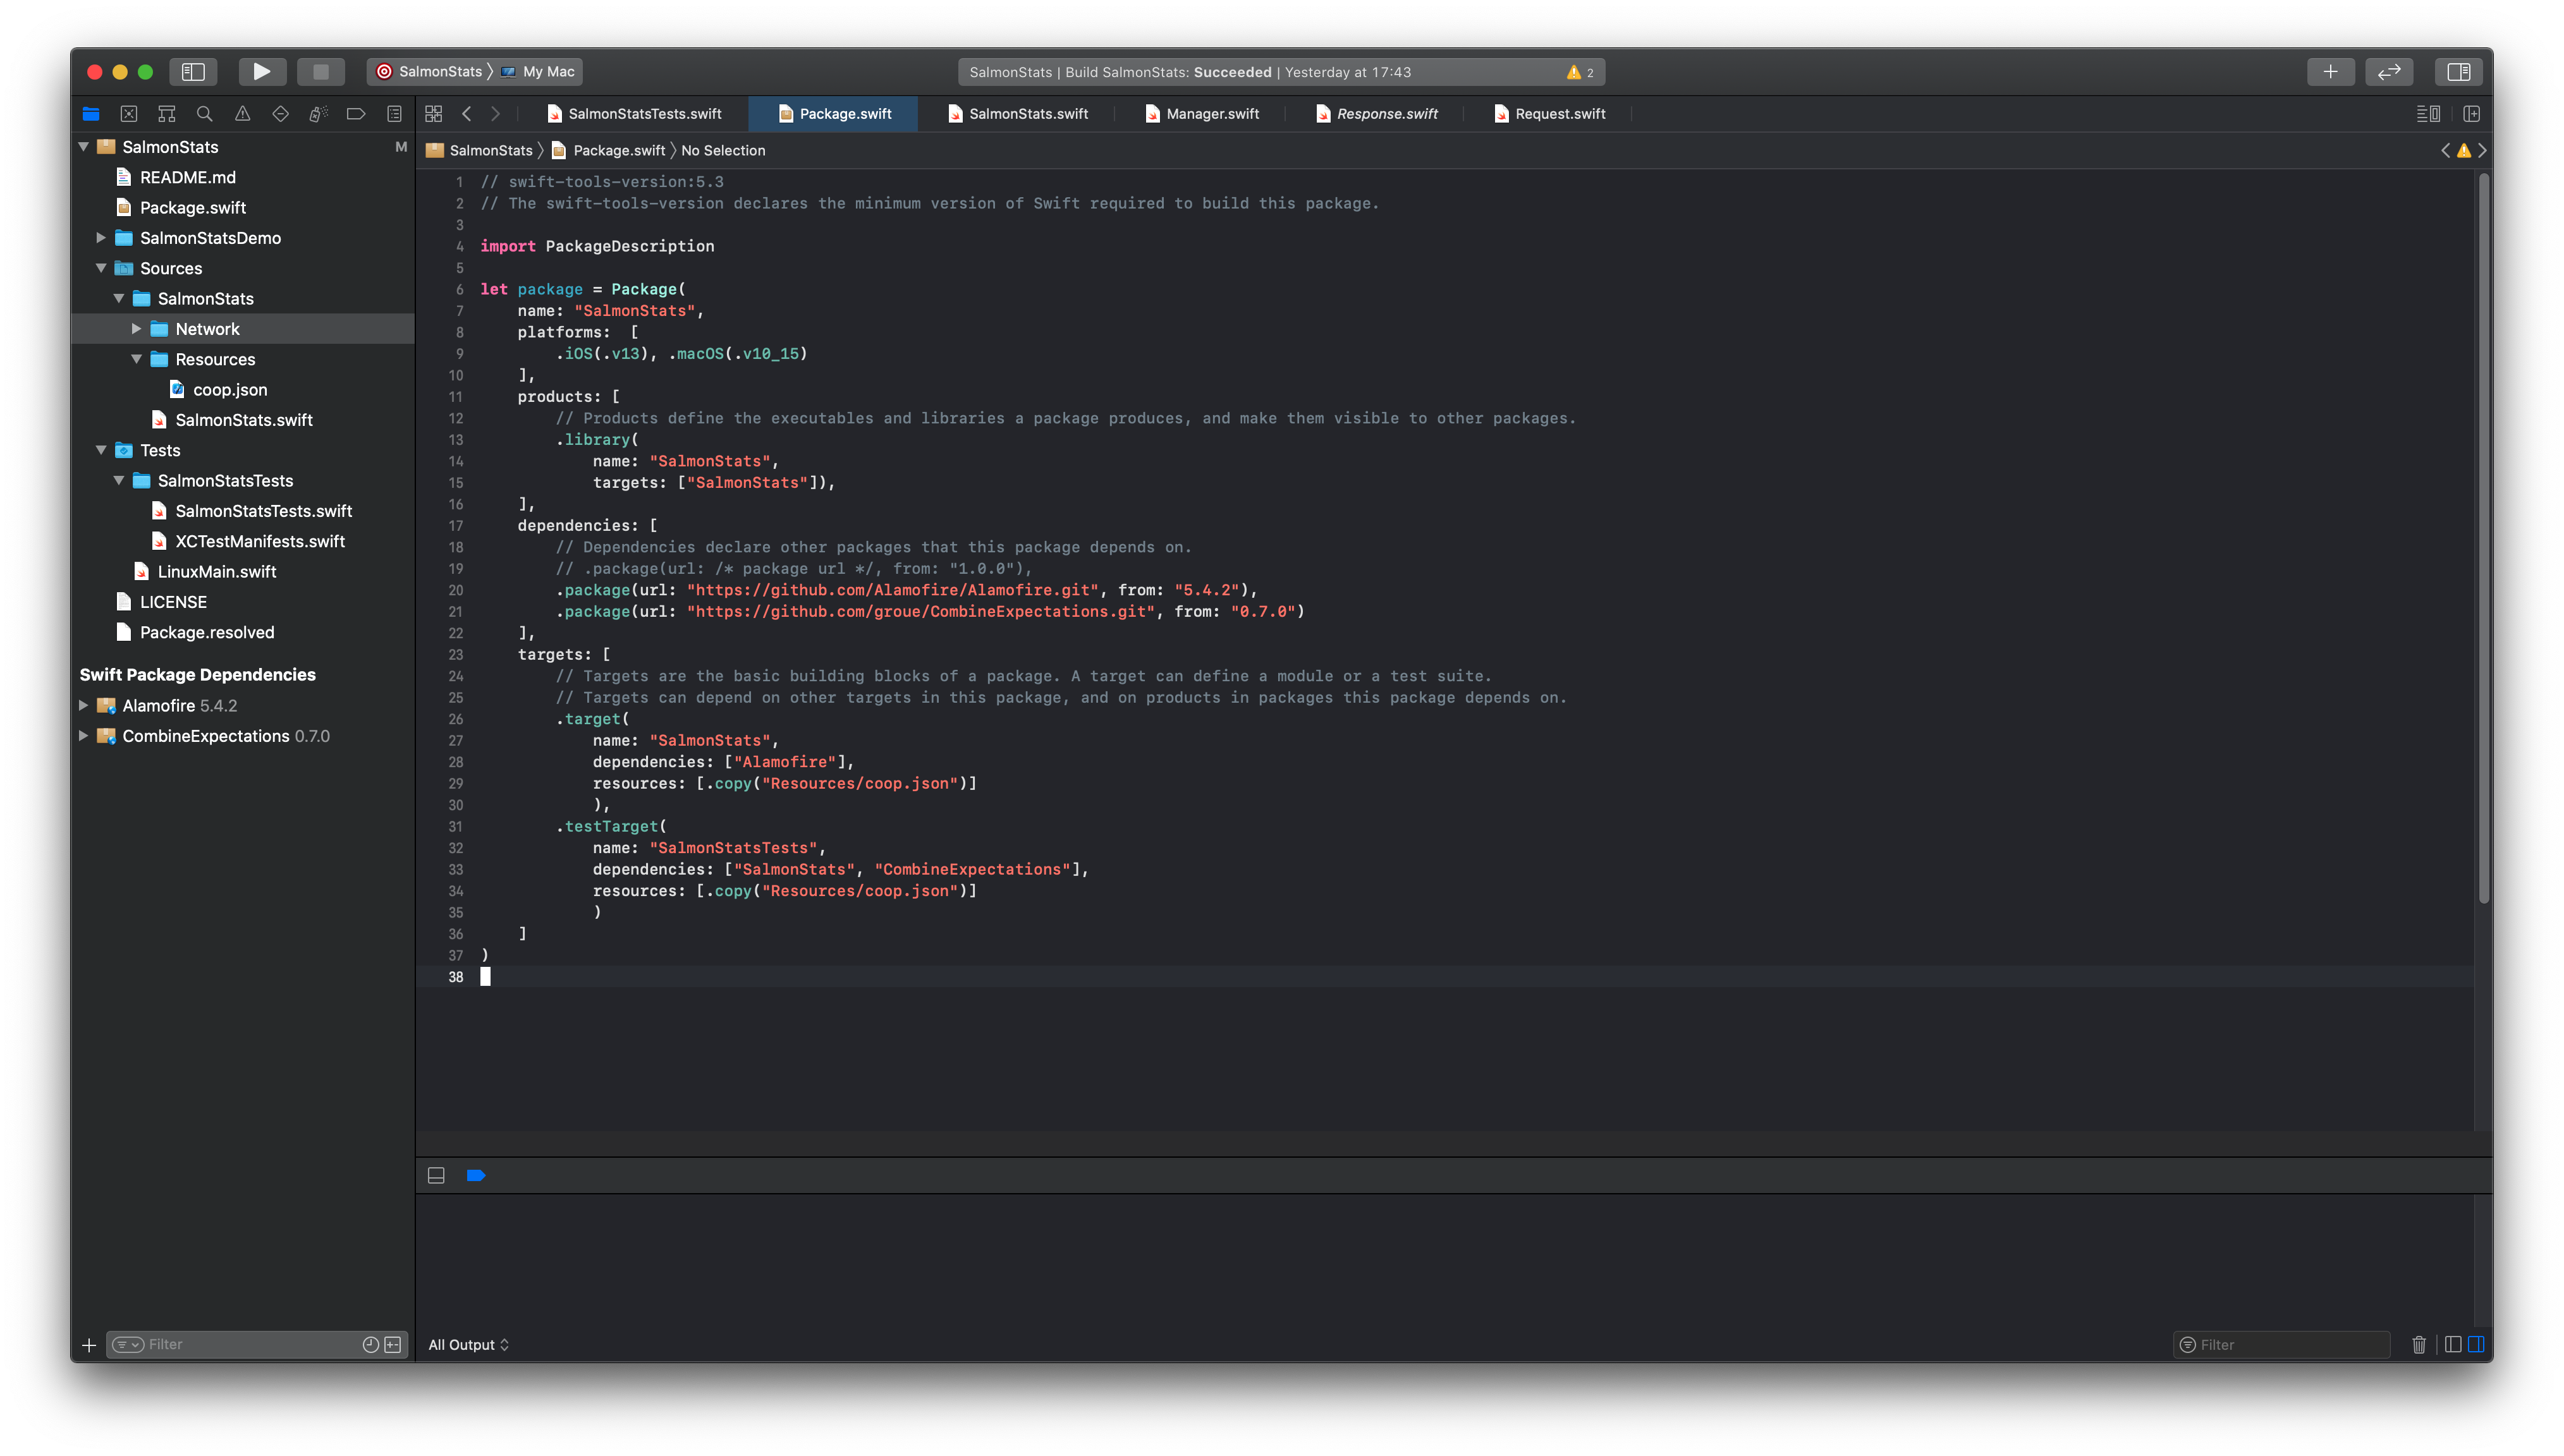 SalmonStats 〉 My Mac
SalmonStats | Build SalmonStats: Succeeded | Yesterday at 17:43
2
SalmonStatsTests.swift
Package.swift
SalmonStats.swift
Manager.swift
Response.swift
Request.swift
SalmonStats
M
README.md
Package.swift
SalmonStatsDemo
Sources
SalmonStats
Network
Resources
coop.json
SalmonStats.swift
Tests
SalmonStatsTests
SalmonStatsTests.swift
XCTestManifests.swift
LinuxMain.swift
LICENSE
Package.resolved
Swift Package Dependencies
Alamofire 5.4.2
CombineExpectations 0.7.0
Filter
SalmonStats 〉 Package.swift 〉 No Selection
1 // swift-tools-version:5.3
2 // The swift-tools-version declares the minimum version of Swift required to build this package.
3
4 import PackageDescription
5
6 let package = Package(
7     name: "SalmonStats",
8     platforms:  [
9         .iOS(.v13), .macOS(.v10_15)
10     ],
11     products: [
12         // Products define the executables and libraries a package produces, and make them visible to other packages.
13         .library(
14             name: "SalmonStats",
15             targets: ["SalmonStats"]),
16     ],
17     dependencies: [
18         // Dependencies declare other packages that this package depends on.
19         // .package(url: /* package url */, from: "1.0.0"),
20         .package(url: "https://github.com/Alamofire/Alamofire.git", from: "5.4.2"),
21         .package(url: "https://github.com/groue/CombineExpectations.git", from: "0.7.0")
22     ],
23     targets: [
24         // Targets are the basic building blocks of a package. A target can define a module or a test suite.
25         // Targets can depend on other targets in this package, and on products in packages this package depends on.
26         .target(
27             name: "SalmonStats",
28             dependencies: ["Alamofire"],
29             resources: [.copy("Resources/coop.json")]
30             ),
31         .testTarget(
32             name: "SalmonStatsTests",
33             dependencies: ["SalmonStats", "CombineExpectations"],
34             resources: [.copy("Resources/coop.json")]
35             )
36     ]
37 )
38
All Output
Filter